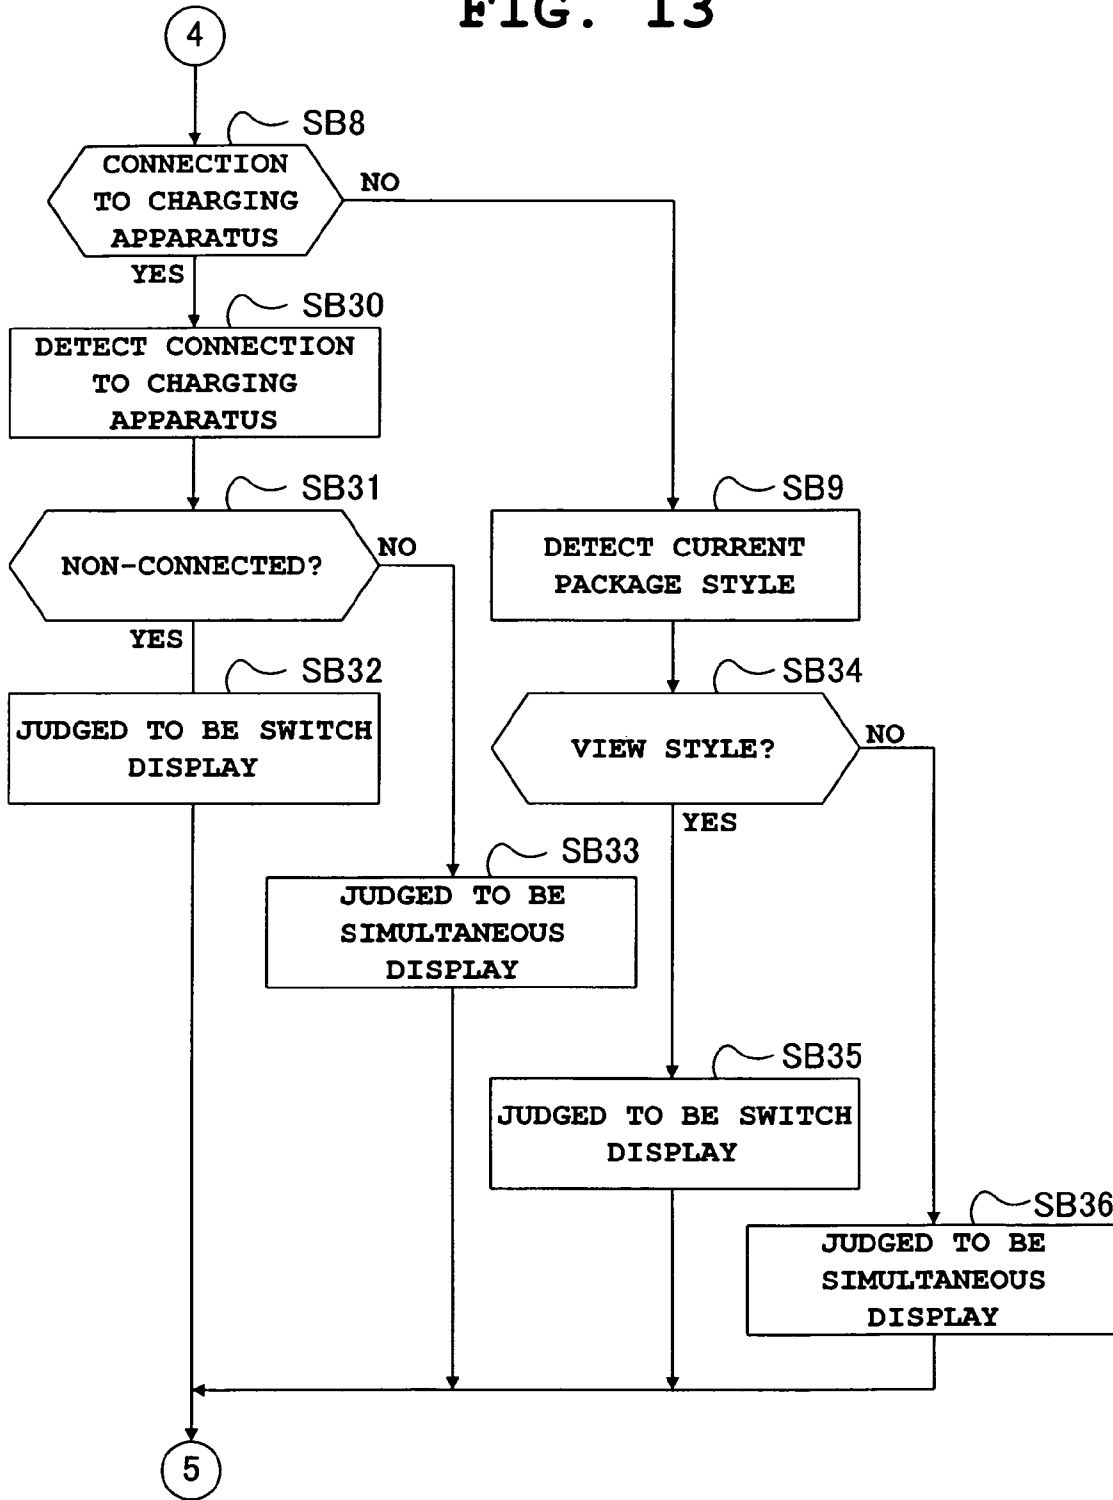 FIG. 13
4
SB8
CONNECTION
TO CHARGING
APPARATUS
NO
YES
SB30
DETECT CONNECTION
TO CHARGING
APPARATUS
SB31
NON-CONNECTED?
NO
YES
SB9
DETECT CURRENT
PACKAGE STYLE
SB32
JUDGED TO BE SWITCH
DISPLAY
SB34
VIEW STYLE?
NO
YES
SB33
JUDGED TO BE
SIMULTANEOUS
DISPLAY
SB35
JUDGED TO BE SWITCH
DISPLAY
SB36
JUDGED TO BE
SIMULTANEOUS
DISPLAY
5